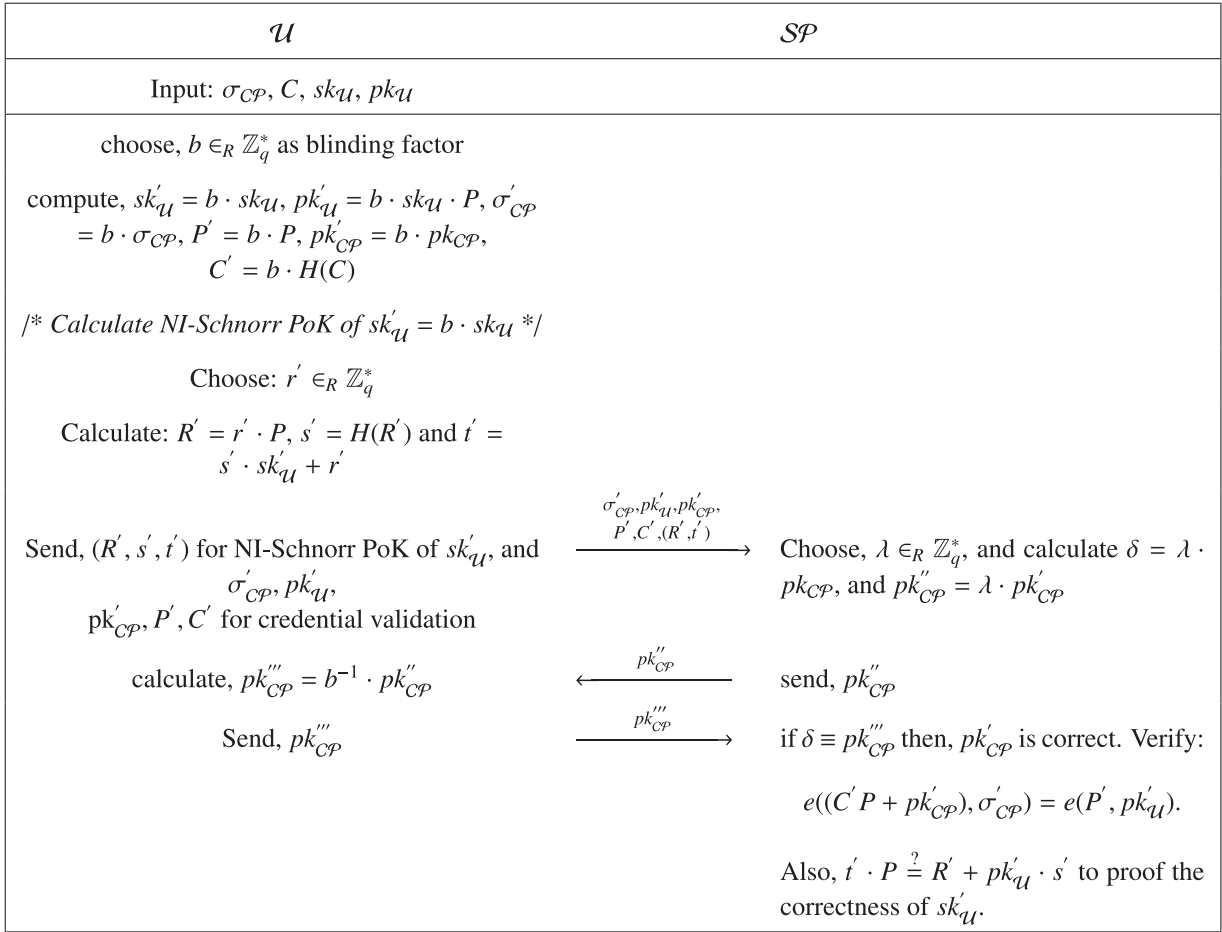 𝒰 𝒮𝒫
Input: σ_𝒞𝒫, C, sk_𝒰, pk_𝒰
choose, b ∈_R ℤ*_q as blinding factor
compute, sk′_𝒰 = b · sk_𝒰, pk′_𝒰 = b · sk_𝒰 · P, σ′_𝒞𝒫
= b · σ_𝒞𝒫, P′ = b · P, pk′_𝒞𝒫 = b · pk_𝒞𝒫,
C′ = b · H(C)
/* Calculate NI-Schnorr PoK of sk′_𝒰 = b · sk_𝒰 */
Choose: r′ ∈_R ℤ*_q
Calculate: R′ = r′ · P, s′ = H(R′) and t′ =
s′ · sk′_𝒰 + r′
Send, (R′, s′, t′) for NI-Schnorr PoK of sk′_𝒰, and
σ′_𝒞𝒫, pk′_𝒰,
pk′_𝒞𝒫, P′, C′ for credential validation
σ′_𝒞𝒫,pk′_𝒰,pk′_𝒞𝒫,
P′,C′,(R′,t′)
Choose, λ ∈_R ℤ*_q, and calculate δ = λ ·
pk_𝒞𝒫, and pk″_𝒞𝒫 = λ · pk′_𝒞𝒫
calculate, pk‴_𝒞𝒫 = b⁻¹ · pk″_𝒞𝒫
pk″_𝒞𝒫
send, pk″_𝒞𝒫
Send, pk‴_𝒞𝒫
pk‴_𝒞𝒫
if δ ≡ pk‴_𝒞𝒫 then, pk′_𝒞𝒫 is correct. Verify:
e((C′P + pk′_𝒞𝒫), σ′_𝒞𝒫) = e(P′, pk′_𝒰).
Also, t′ · P ≟ R′ + pk′_𝒰 · s′ to proof the
correctness of sk′_𝒰.